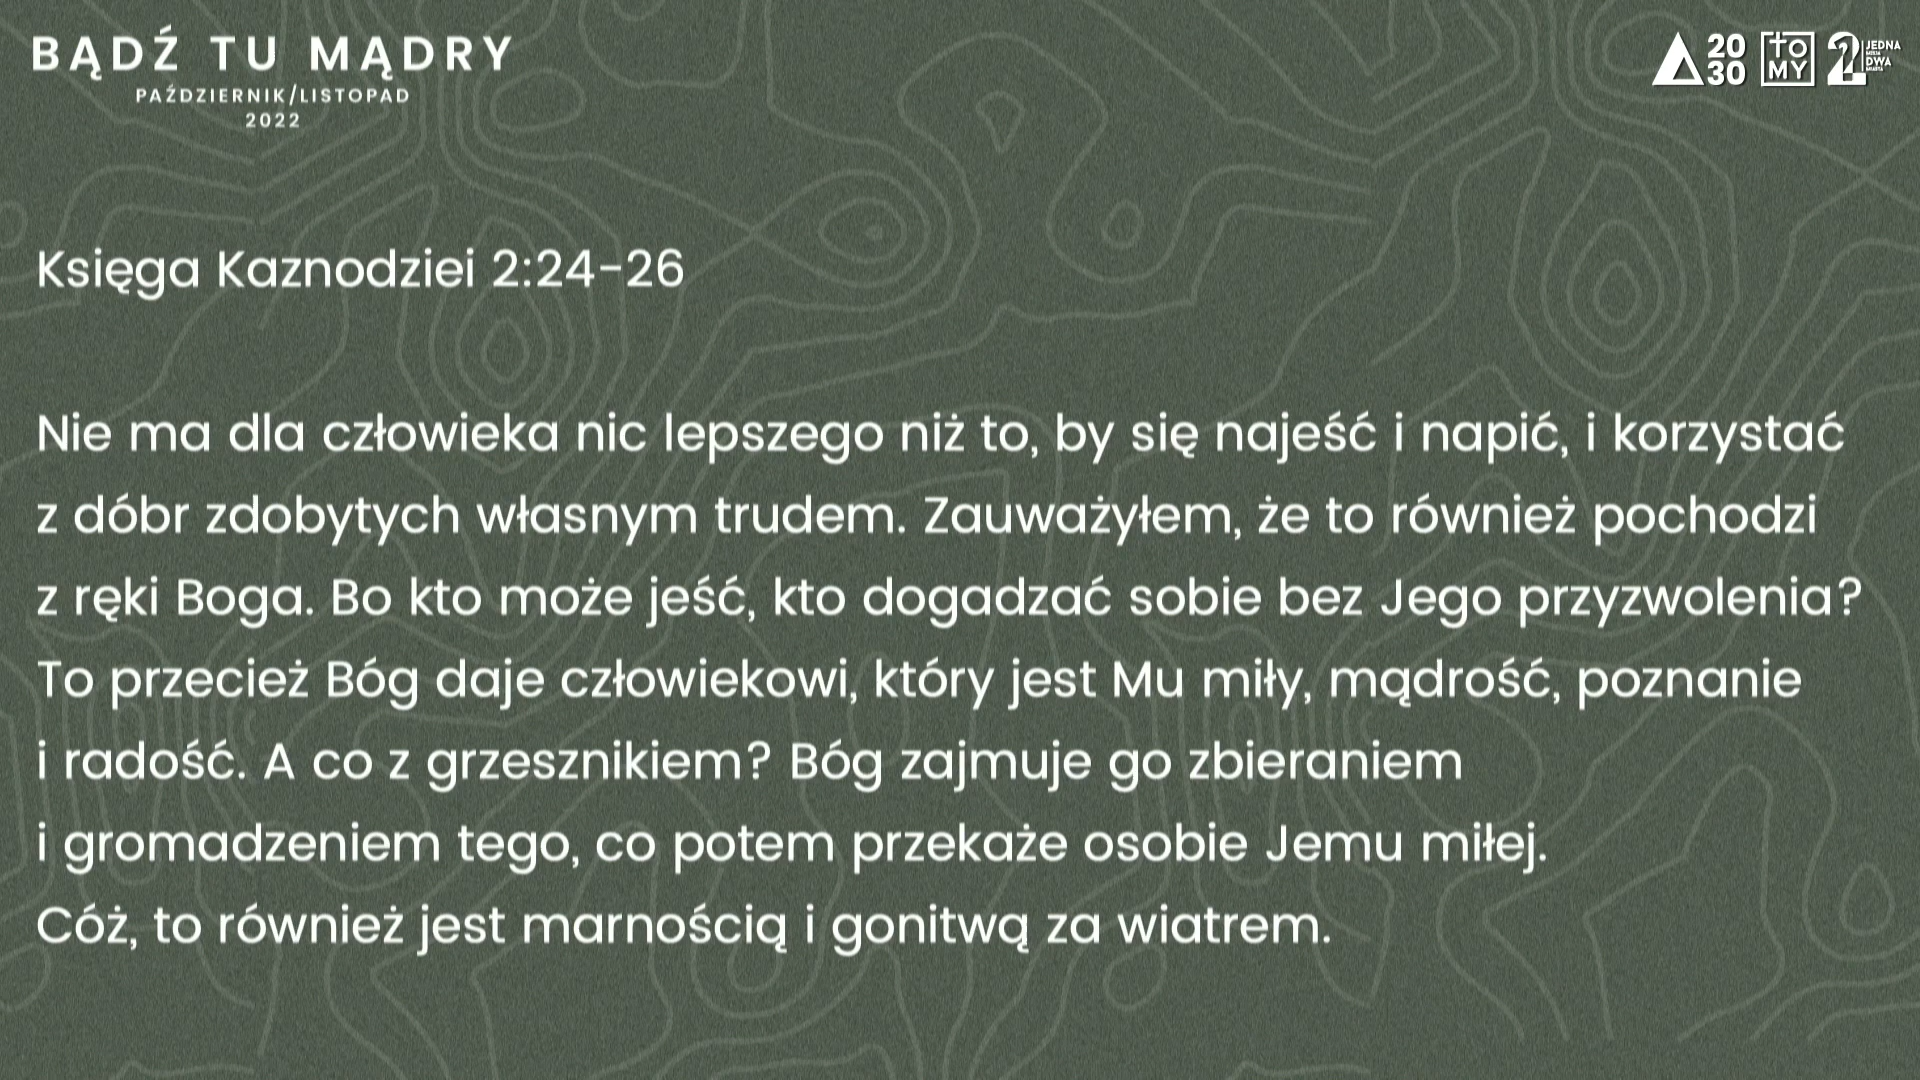 BĄDŹ TU MĄDRY
PAŹDZIERNIK/LISTOPAD
2022
20
30
TO
MY
2
JEDNA
DWA
Księga Kaznodziei 2:24-26
Nie ma dla człowieka nic lepszego niż to, by się najeść i napić, i korzystać
z dóbr zdobytych własnym trudem. Zauważyłem, że to również pochodzi
z ręki Boga. Bo kto może jeść, kto dogadzać sobie bez Jego przyzwolenia?
To przecież Bóg daje człowiekowi, który jest Mu miły, mądrość, poznanie
i radość. A co z grzesznikiem? Bóg zajmuje go zbieraniem
i gromadzeniem tego, co potem przekaże osobie Jemu miłej.
Cóż, to również jest marnością i gonitwą za wiatrem.